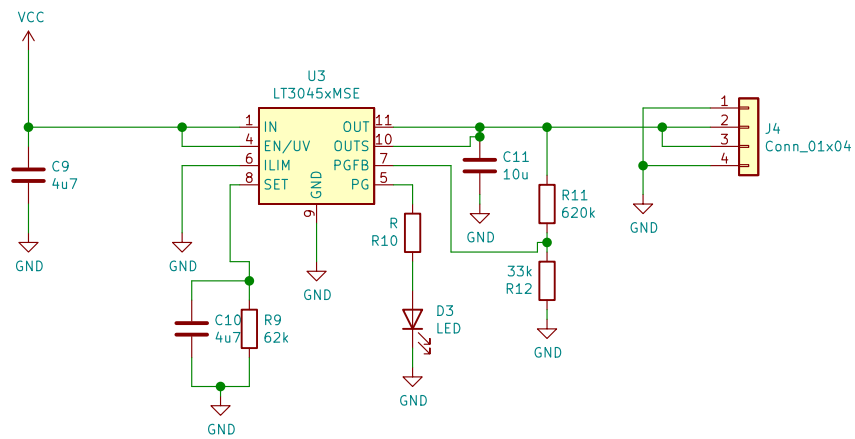 VCC
U3
LT3045xMSE
1 IN OUT 11
4 EN/UV OUTS 10
6 ILIM PGFB 7
8 SET PG 5
GND
9
C9
4u7
GND
GND
GND
C10
4u7
R9
62k
GND
R
R10
D3
LED
GND
C11
10u
GND
R11
620k
33k
R12
GND
1
2
3
4
J4
Conn_01x04
GND